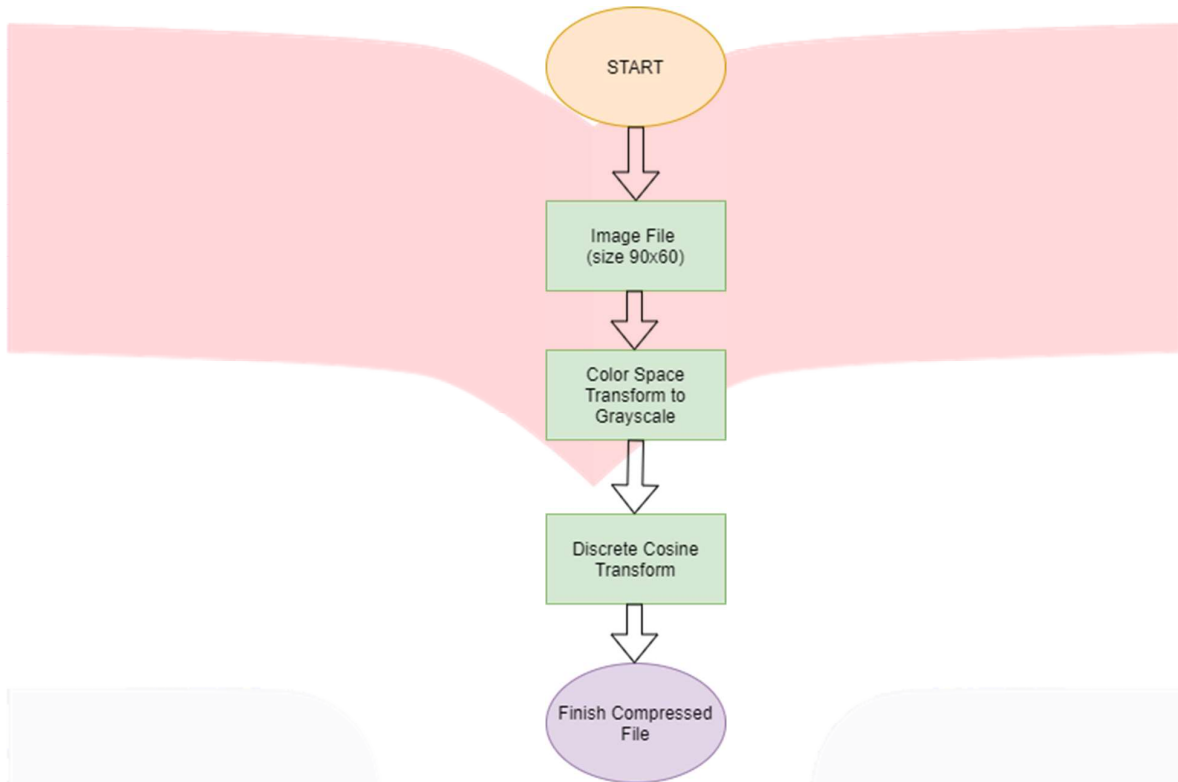 START
Image File
(size 90x60)
Color Space
Transform to
Grayscale
Discrete Cosine
Transform
Finish Compressed
File